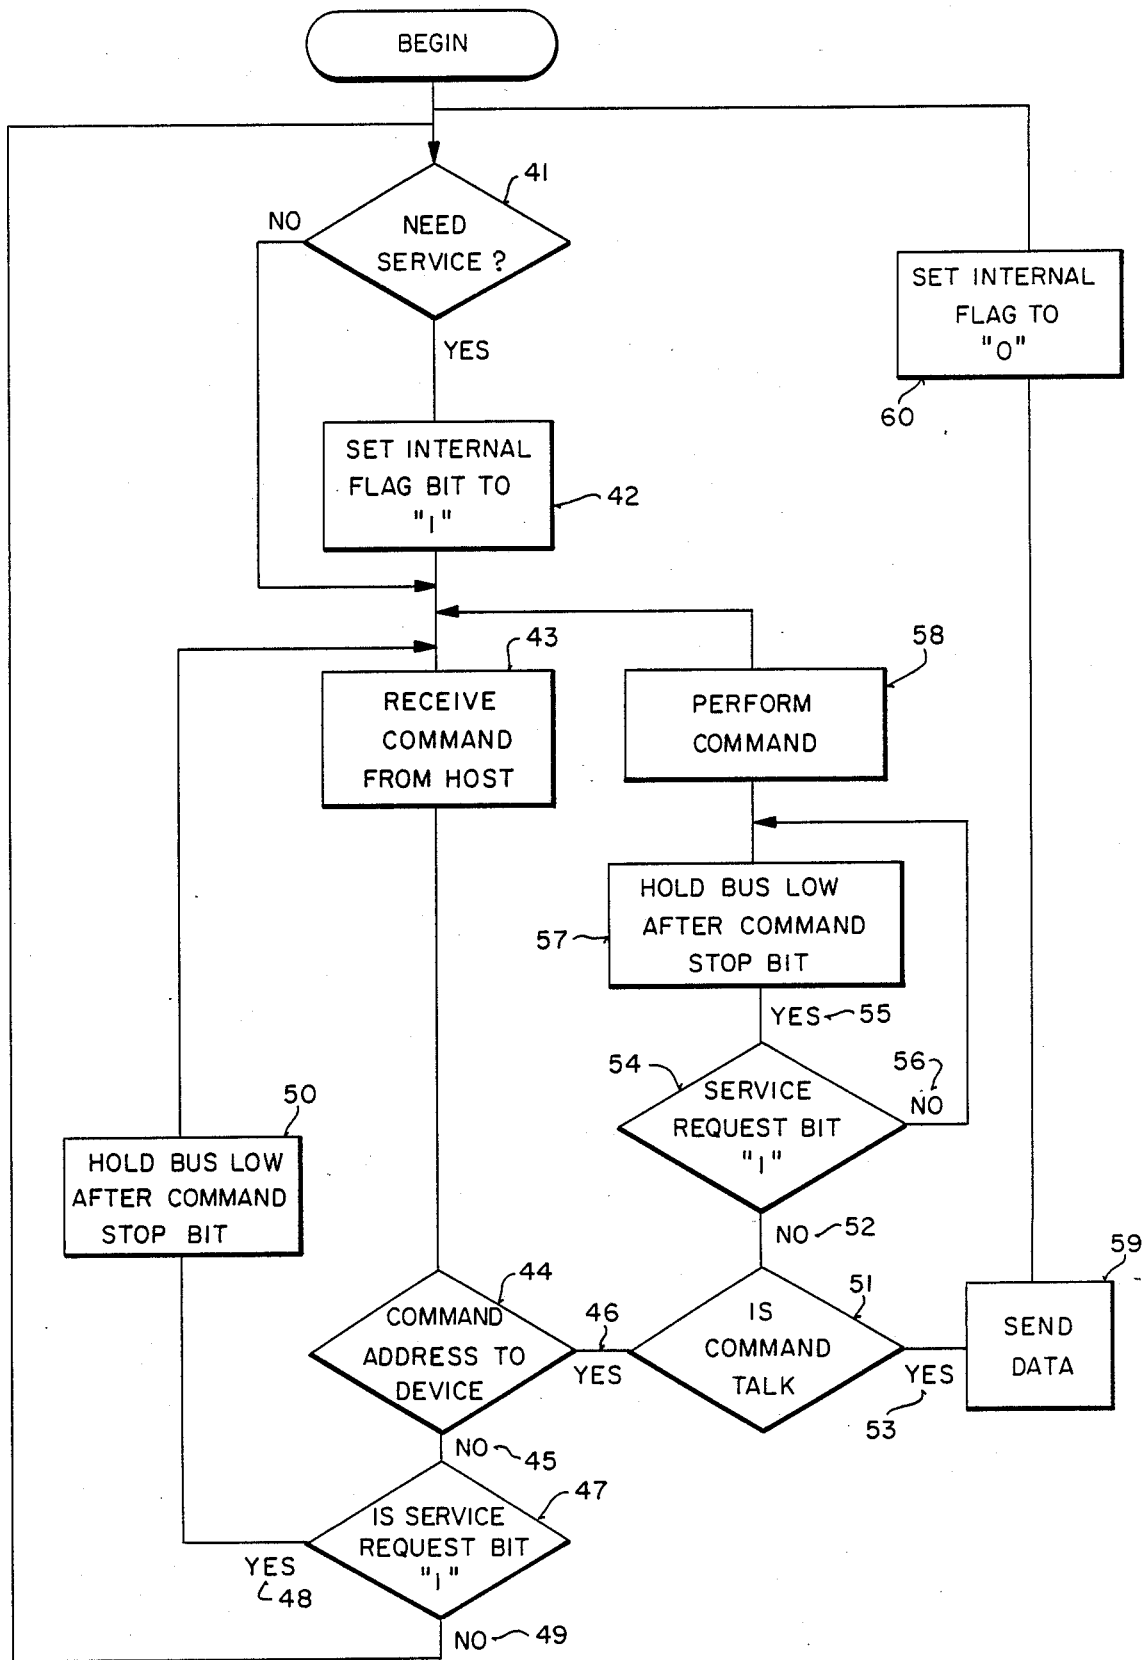 BEGIN
41
NO
NEED
SERVICE ?
YES
SET INTERNAL
FLAG TO
"0"
60
SET INTERNAL
FLAG BIT TO
"1"
42
43
58
RECEIVE
COMMAND
FROM HOST
PERFORM
COMMAND
HOLD BUS LOW
AFTER COMMAND
STOP BIT
57
YES 55
54
SERVICE
REQUEST BIT
"1"
56
NO
50
HOLD BUS LOW
AFTER COMMAND
STOP BIT
NO 52
59
44
COMMAND
ADDRESS TO
DEVICE
46
YES
51
IS
COMMAND
TALK
YES
53
SEND
DATA
NO 45
47
IS SERVICE
REQUEST BIT
"1"
YES
48
NO 49